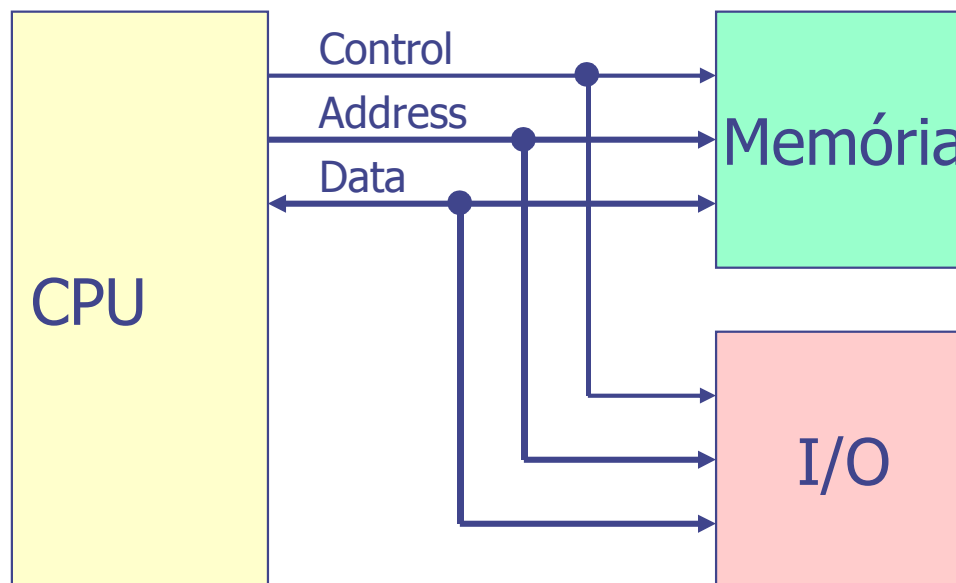 Control
Address
Data
Memória
CPU
I/O